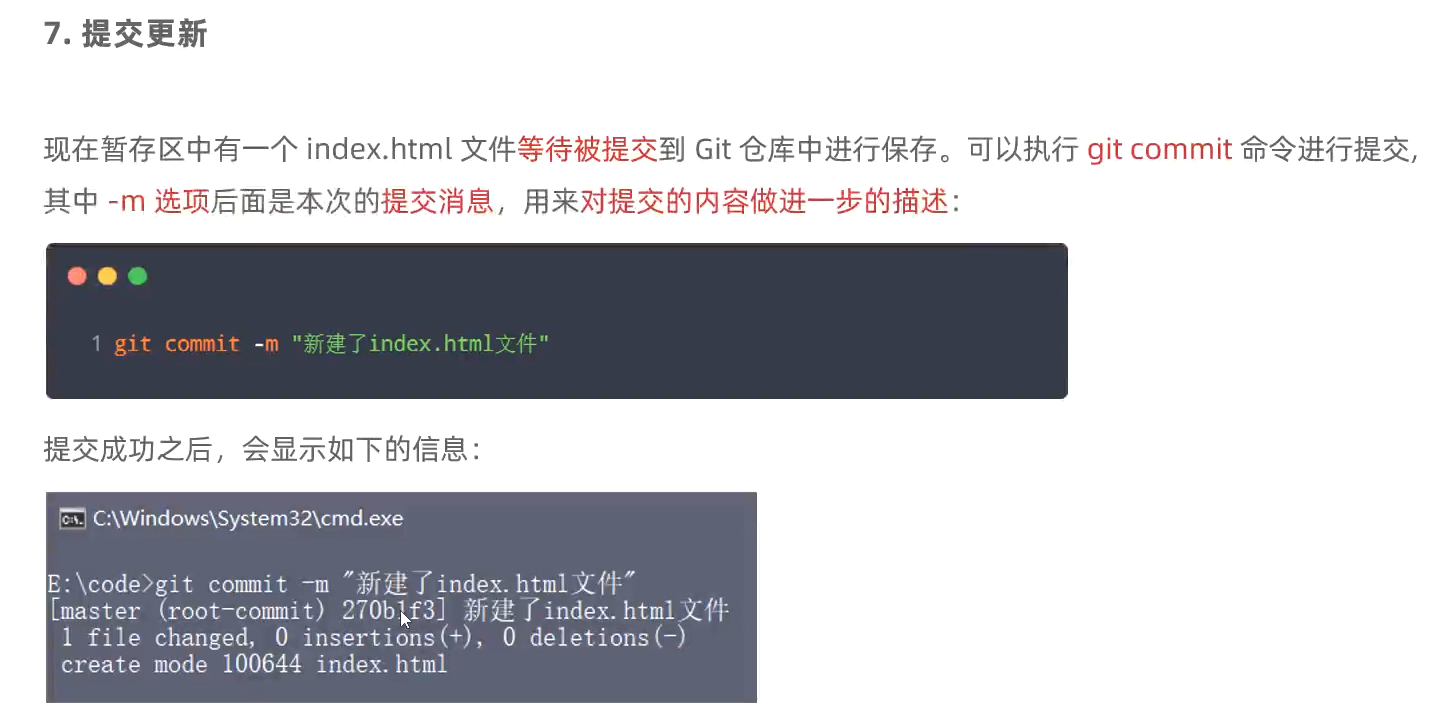 7. 提交更新
现在暂存区中有一个 index.html 文件等待被提交到 Git 仓库中进行保存。可以执行 git commit 命令进行提交,
其中 -m 选项后面是本次的提交消息，用来对提交的内容做进一步的描述：
1 git commit -m "新建了index.html文件"
提交成功之后，会显示如下的信息：
C:\Windows\System32\cmd.exe
E:\code>git commit -m "新建了index.html文件"
[master (root-commit) 270b1f3] 新建了index.html文件
1 file changed, 0 insertions(+), 0 deletions(-)
create mode 100644 index.html